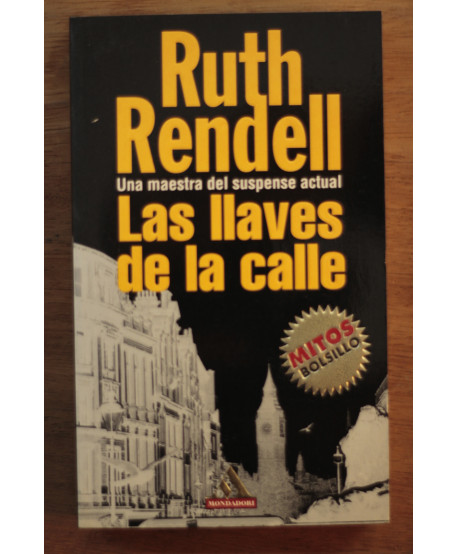 Ruth
Rendell
Una maestra del suspense actual
Las llaves
de la calle
MITOS
BOLSILLO
MONDADORI